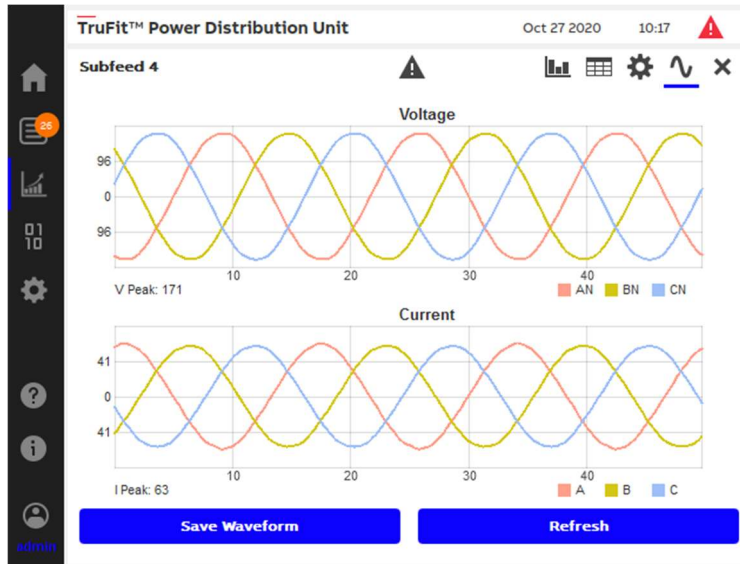 TruFit™ Power Distribution Unit Oct 27 2020 10:17
Subfeed 4
26
Voltage
96
0
96
10 20 30 40
V Peak: 171 AN BN CN
Current
41
0
41
10 20 30 40
I Peak: 63 A B C
Save Waveform Refresh
admin